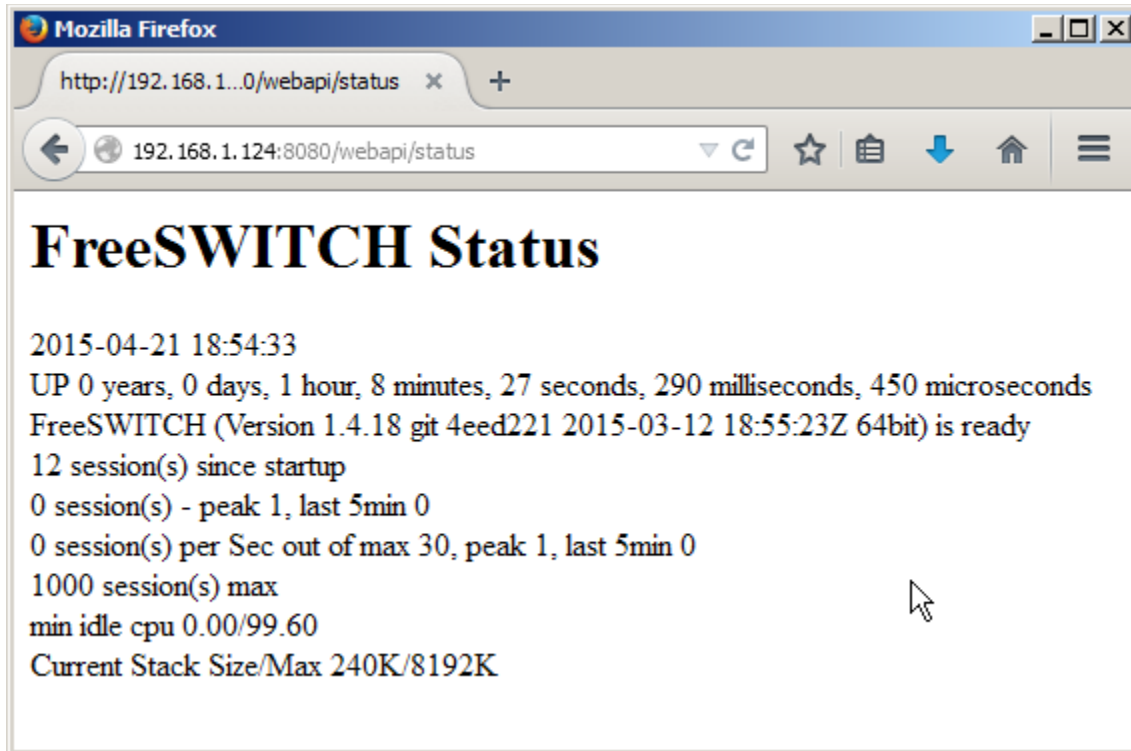 Mozilla Firefox
http://192.168.1...0/webapi/status
192.168.1.124:8080/webapi/status
FreeSWITCH Status
2015-04-21 18:54:33
UP 0 years, 0 days, 1 hour, 8 minutes, 27 seconds, 290 milliseconds, 450 microseconds
FreeSWITCH (Version 1.4.18 git 4eed221 2015-03-12 18:55:23Z 64bit) is ready
12 session(s) since startup
0 session(s) - peak 1, last 5min 0
0 session(s) per Sec out of max 30, peak 1, last 5min 0
1000 session(s) max
min idle cpu 0.00/99.60
Current Stack Size/Max 240K/8192K